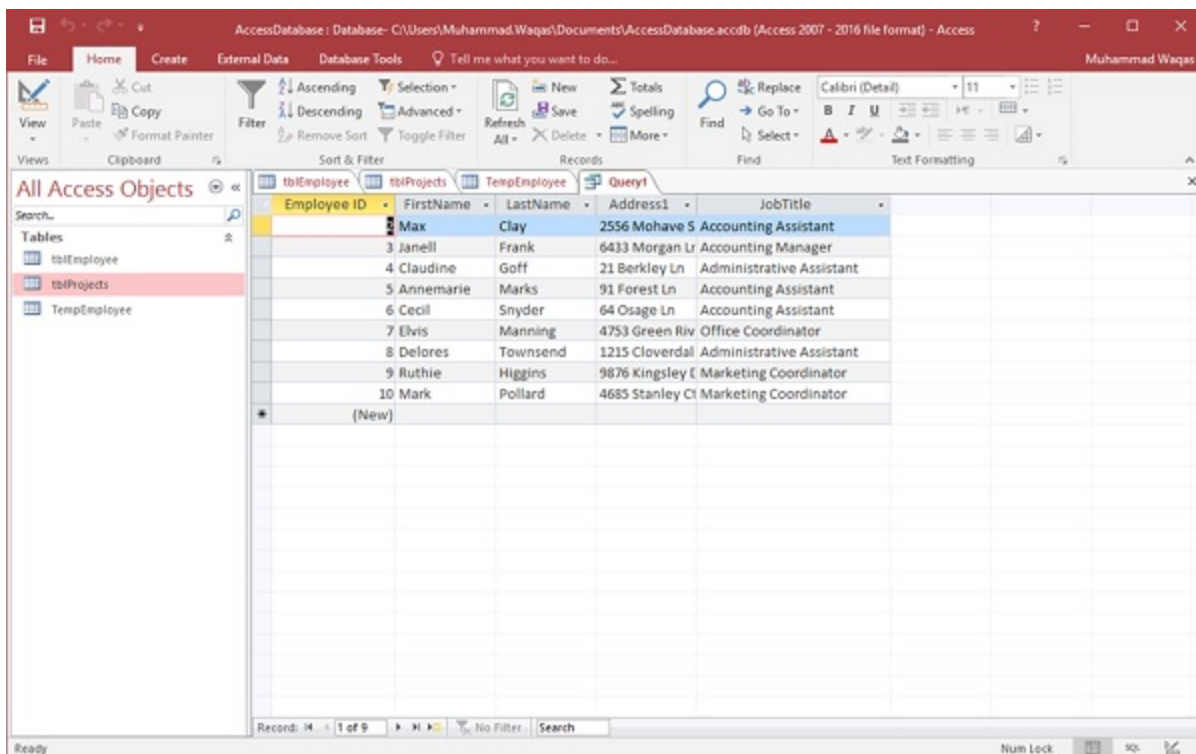 AccessDatabase : Database- C:\Users\Muhammad.Waqas\Documents\AccessDatabase.accdb (Access 2007 - 2016 file format) - Access ?
File Home Create External Data Database Tools Tell me what you want to do... Muhammad Waqas
View Paste Cut Copy Format Painter
Filter Ascending Descending Remove Sort Selection Advanced Toggle Filter
Refresh All New Save Delete Totals Spelling More
Find Replace Go To Select
Calibri (Detail) 11
B I U
A
Views Clipboard Sort & Filter Records Find Text Formatting
All Access Objects
Search...
Tables
tblEmployee
tblProjects
TempEmployee
tblEmployee tblProjects TempEmployee Query1
Employee ID FirstName LastName Address1 JobTitle
2 Max Clay 2556 Mohave S Accounting Assistant
3 Janell Frank 6433 Morgan Ln Accounting Manager
4 Claudine Goff 21 Berkley Ln Administrative Assistant
5 Annemarie Marks 91 Forest Ln Accounting Assistant
6 Cecil Snyder 64 Osage Ln Accounting Assistant
7 Elvis Manning 4753 Green Riv Office Coordinator
8 Delores Townsend 1215 Cloverdal Administrative Assistant
9 Ruthie Higgins 9876 Kingsley Marketing Coordinator
10 Mark Pollard 4685 Stanley Marketing Coordinator
(New)
Record: 1 of 9 No Filter Search
Ready Num Lock SQL